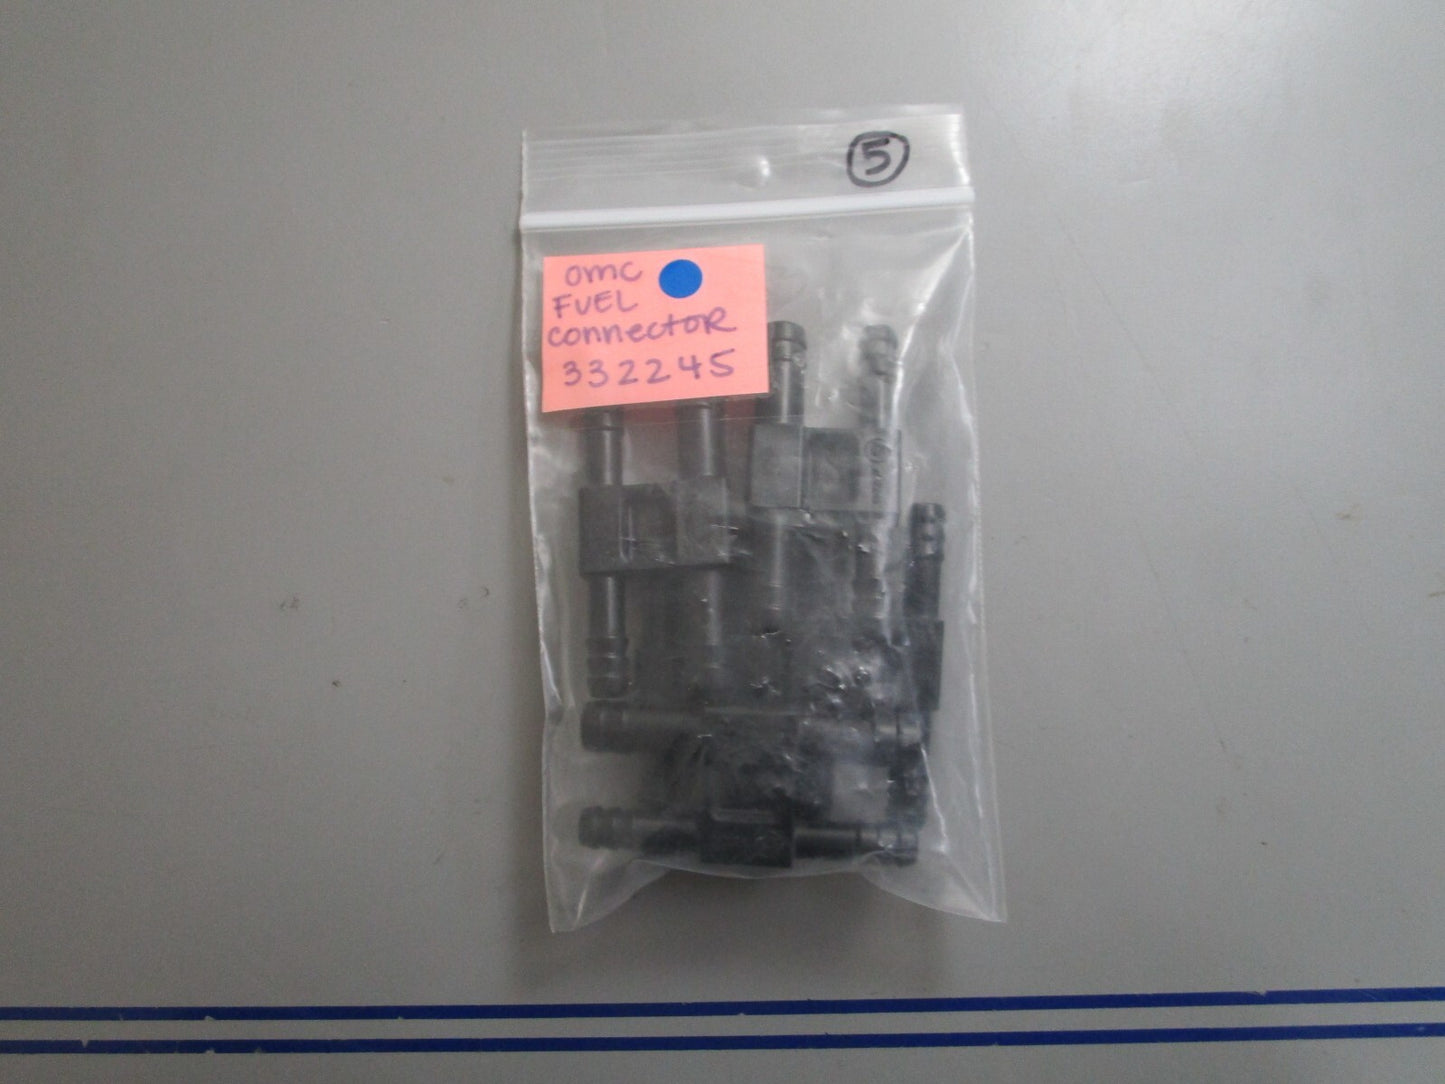 5
omc
FUEL
connectoR
332245